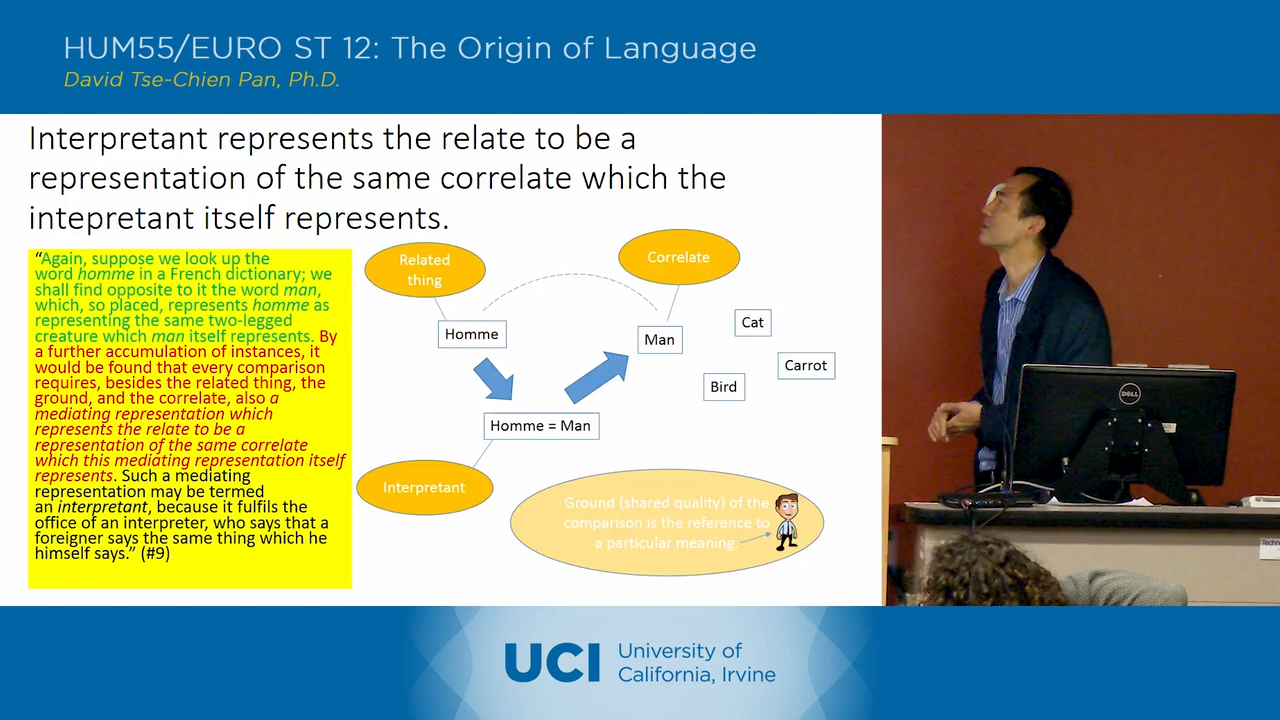 HUM55/EURO ST 12: The Origin of Language
David Tse-Chien Pan, Ph.D.
Interpretant represents the relate to be a
representation of the same correlate which the
intepretant itself represents.
“Again, suppose we look up the
word homme in a French dictionary; we
shall find opposite to it the word man,
which, so placed, represents homme as
representing the same two-legged
creature which man itself represents. By
a further accumulation of instances, it
would be found that every comparison
requires, besides the related thing, the
ground, and the correlate, also a
mediating representation which
represents the relate to be a
representation of the same correlate
which this mediating representation itself
represents. Such a mediating
representation may be termed
an interpretant, because it fulfils the
office of an interpreter, who says that a
foreigner says the same thing which he
himself says.” (#9)
Related
thing
Correlate
Homme
Man
Cat
Carrot
Bird
Homme = Man
Interpretant
Ground (shared quality) of the
comparison is the reference to
a particular meaning.
DELL
UCI
University of
California, Irvine